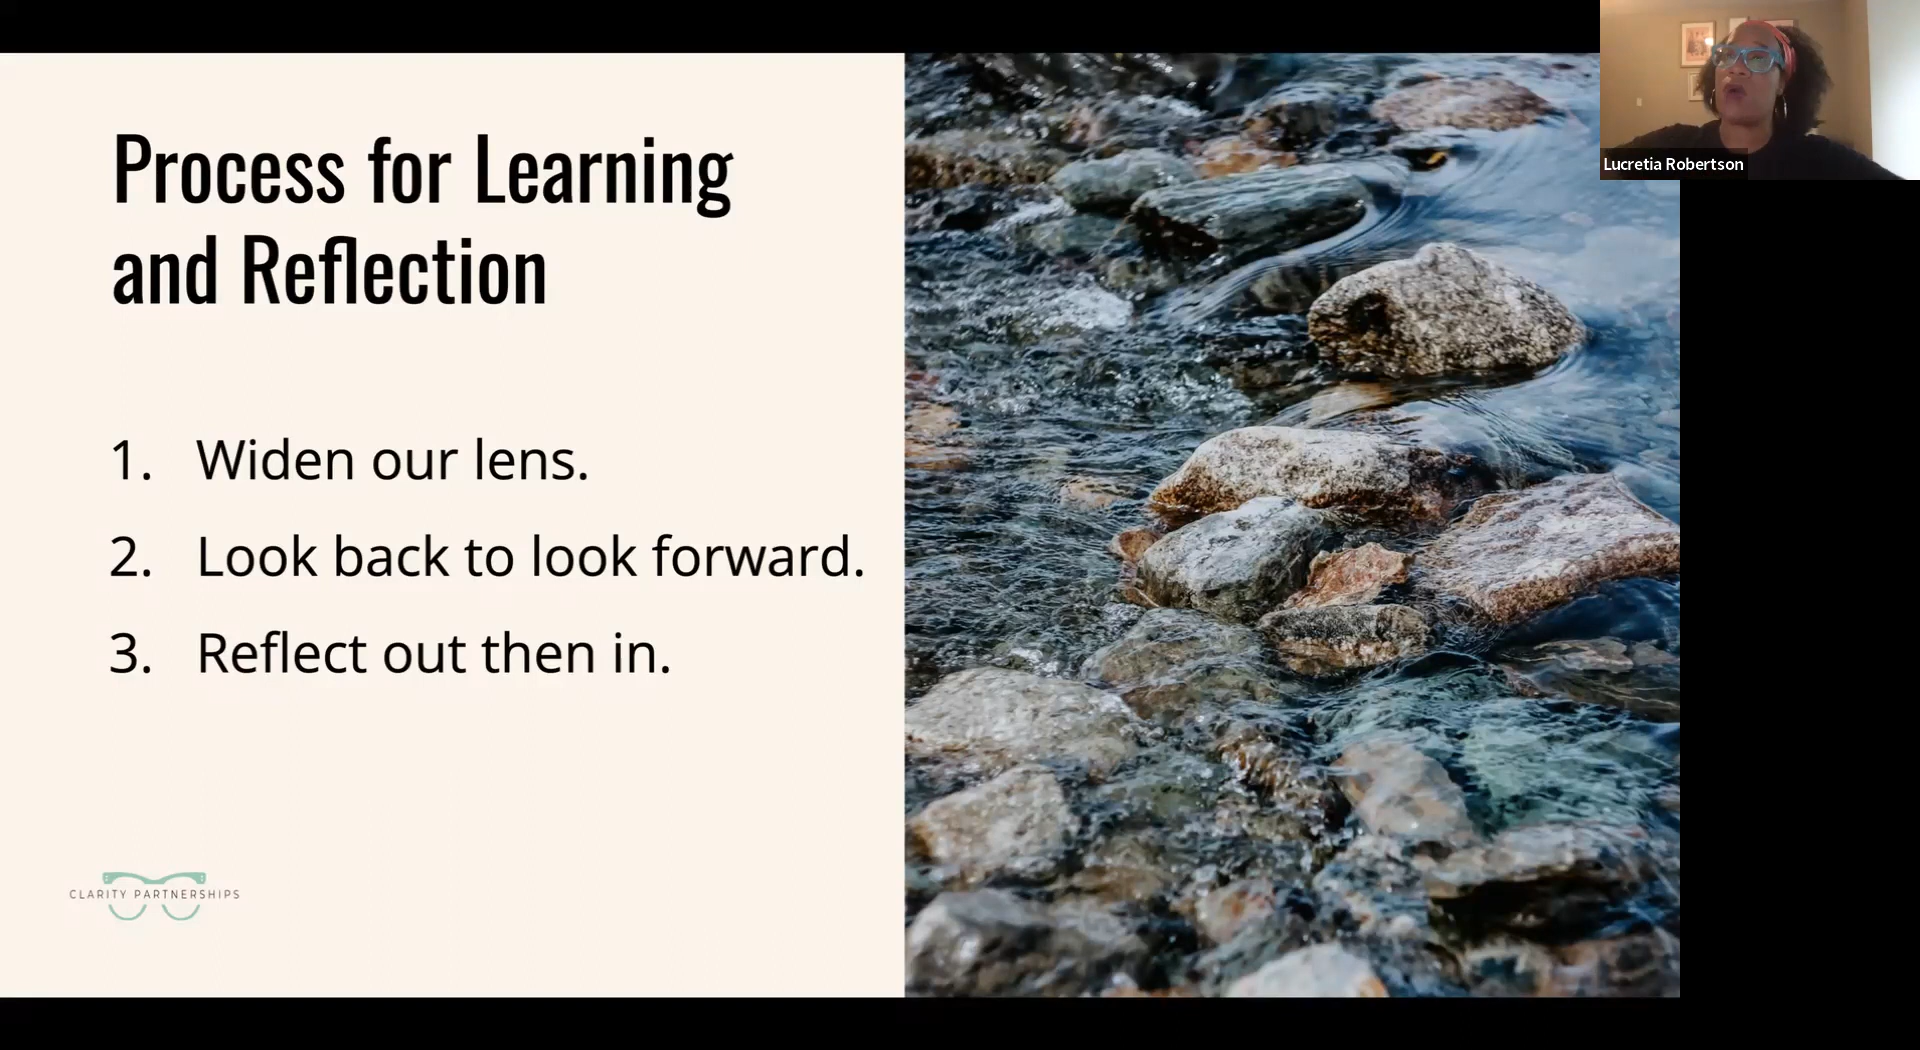 Process for Learning
and Reflection
1. Widen our lens.
2. Look back to look forward.
3. Reflect out then in.
CLARITY PARTNERSHIPS
Lucretia Robertson